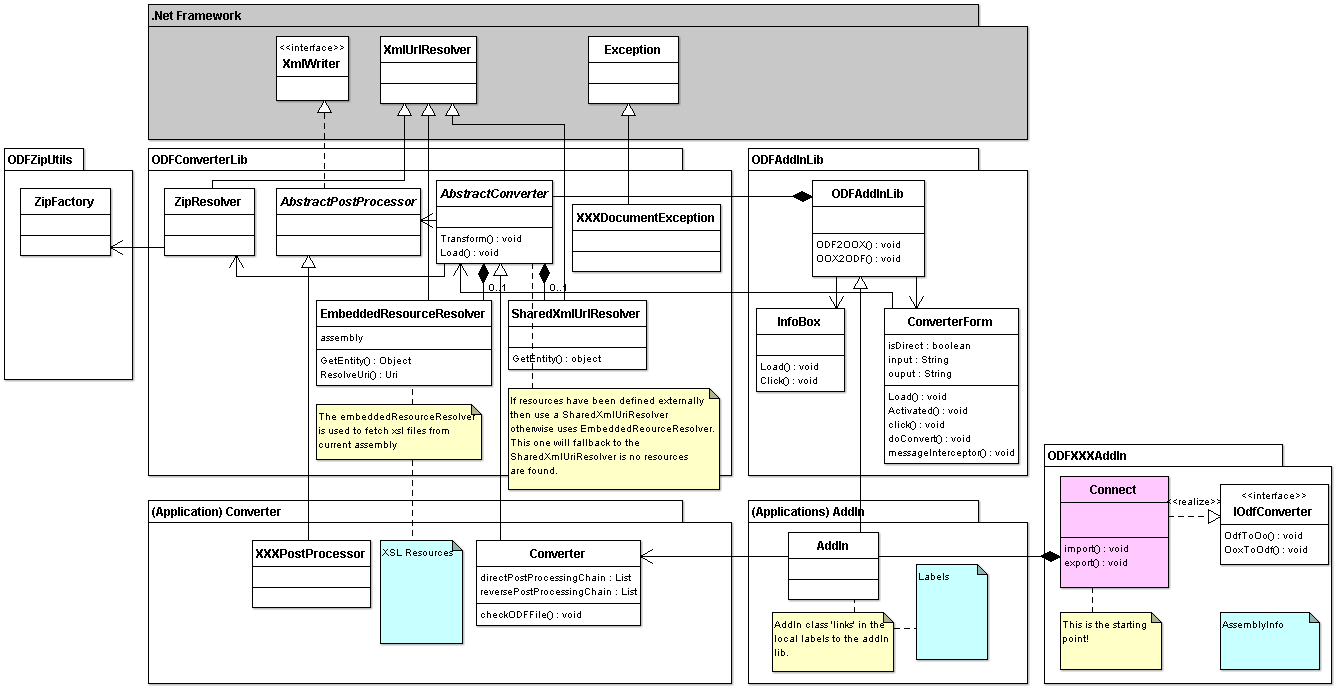 .Net Framework
<<interface>>
XmlWriter
XmlUrlResolver
Exception
ODFZipUtils
ZipFactory
ODFConverterLib
ZipResolver
AbstractPostProcessor
AbstractConverter
Transform() : void
Load() : void
XXXDocumentException
0..1
0..1
EmbeddedResourceResolver
assembly
GetEntity() : Object
ResolveUri() : Uri
SharedXmlUrlResolver
GetEntity() : object
The embeddedResourceResolver
is used to fetch xsl files from
current assembly
If resources have been defined externally
then use a SharedXmlUriResolver
otherwise uses EmbeddedReourceResolver.
This one will fallback to the
SharedXmlUriResolver is no resources
are found.
ODFAddInLib
ODFAddInLib
ODF2OOX() : void
OOX2ODF() : void
InfoBox
Load() : void
Click() : void
ConverterForm
isDirect : boolean
input : String
ouput : String
Load() : void
Activated() : void
click() : void
doConvert() : void
messageInterceptor() : void
(Application) Converter
XXXPostProcessor
XSL Resources
Converter
directPostProcessingChain : List
reversePostProcessingChain : List
checkODFFile() : void
(Applications) AddIn
AddIn
AddIn class 'links' in the
local labels to the addIn
lib.
Labels
ODFXXXAddIn
Connect
import() : void
export() : void
<<realize>>
<<interface>>
IOdfConverter
OdfToOo() : void
OoxToOdf() : void
This is the starting
point!
AssemblyInfo